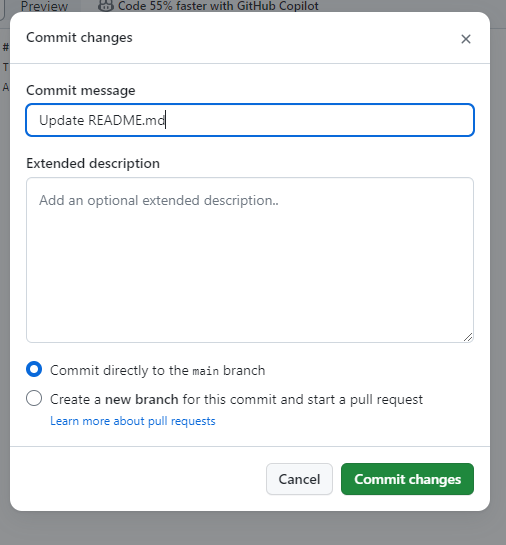 Preview
Code 55% faster with GitHub Copilot
Commit changes
#
T
A
Commit message
Update README.md
Extended description
Add an optional extended description..
Commit directly to the main branch
Create a new branch for this commit and start a pull request
Learn more about pull requests
Cancel
Commit changes